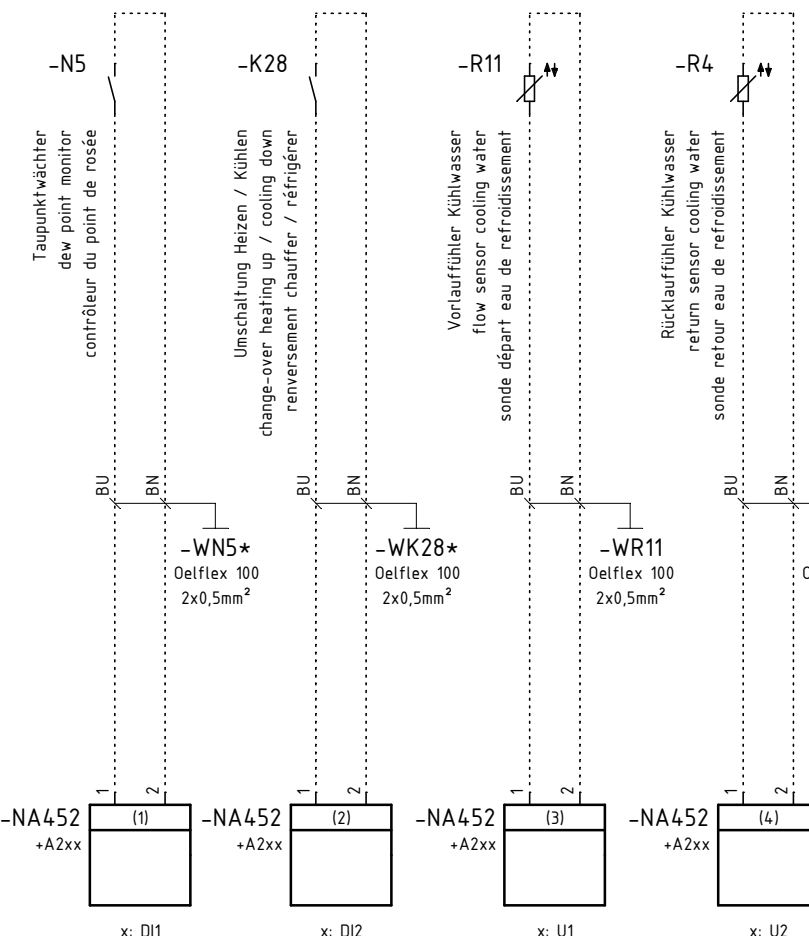 -N5
Taupunktwächter
dew point monitor
contrôleur du point de rosée
BU
BN
-WN5*
Oelflex 100
2x0,5mm²
1
2
-NA452
+A2xx
(1)
x: DI1
-K28
Umschaltung Heizen / Kühlen
change-over heating up / cooling down
renversement chauffer / réfrigérer
BU
BN
-WK28*
Oelflex 100
2x0,5mm²
1
2
-NA452
+A2xx
(2)
x: DI2
-R11
Vorlauffühler Kühlwasser
flow sensor cooling water
sonde départ eau de refroidissement
BU
BN
-WR11
Oelflex 100
2x0,5mm²
1
2
-NA452
+A2xx
(3)
x: U1
-R4
Rücklauffühler Kühlwasser
return sensor cooling water
sonde retour eau de refroidissement
BU
BN
1
2
-NA452
+A2xx
(4)
x: U2